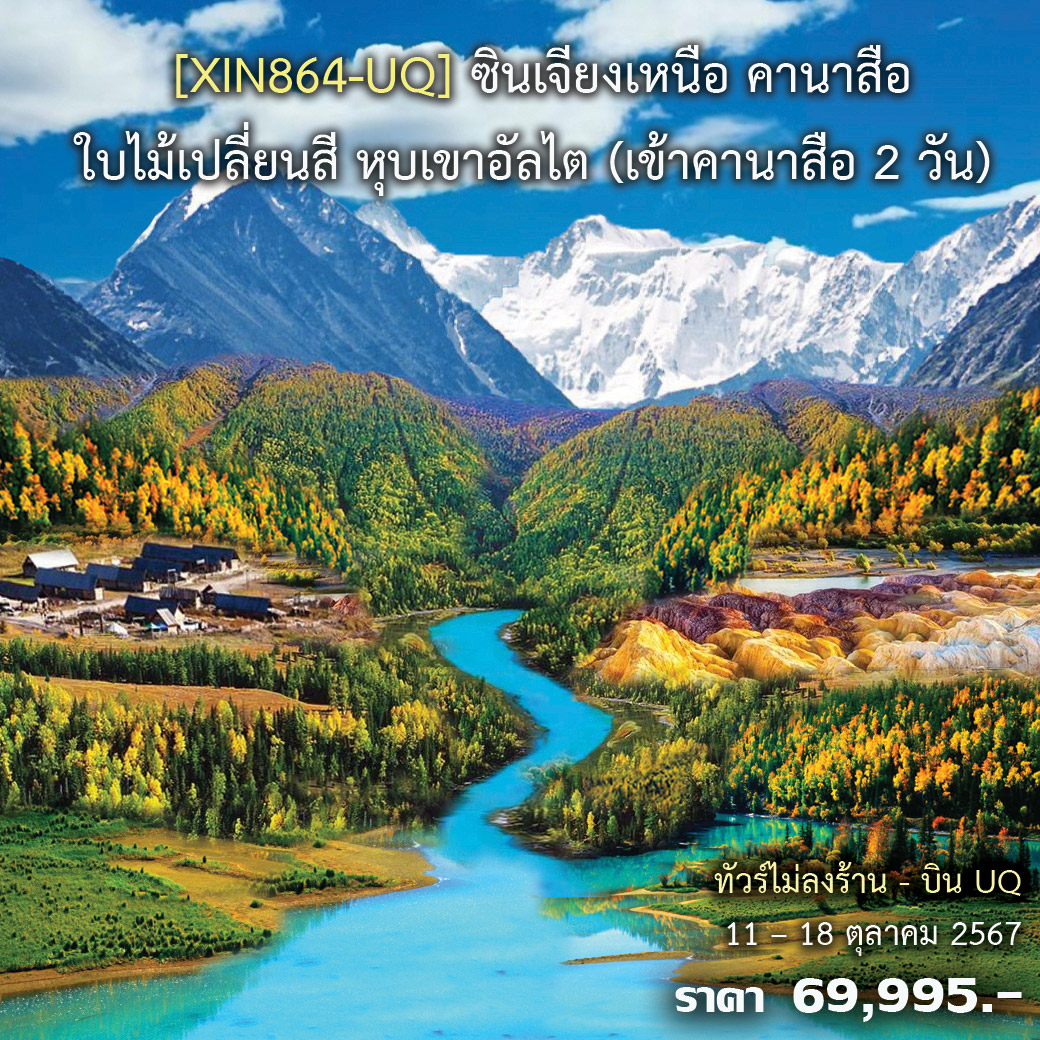 [XIN864-UQ] ซินเจียงเหนือ คานาสือ
ใบไม้เปลี่ยนสี หุบเขาอัลไต (เข้าคานาสือ 2 วัน)
ทัวร์ไม่ลงร้าน - บิน UQ
11 – 18 ตุลาคม 2567
ราคา 69,995.-